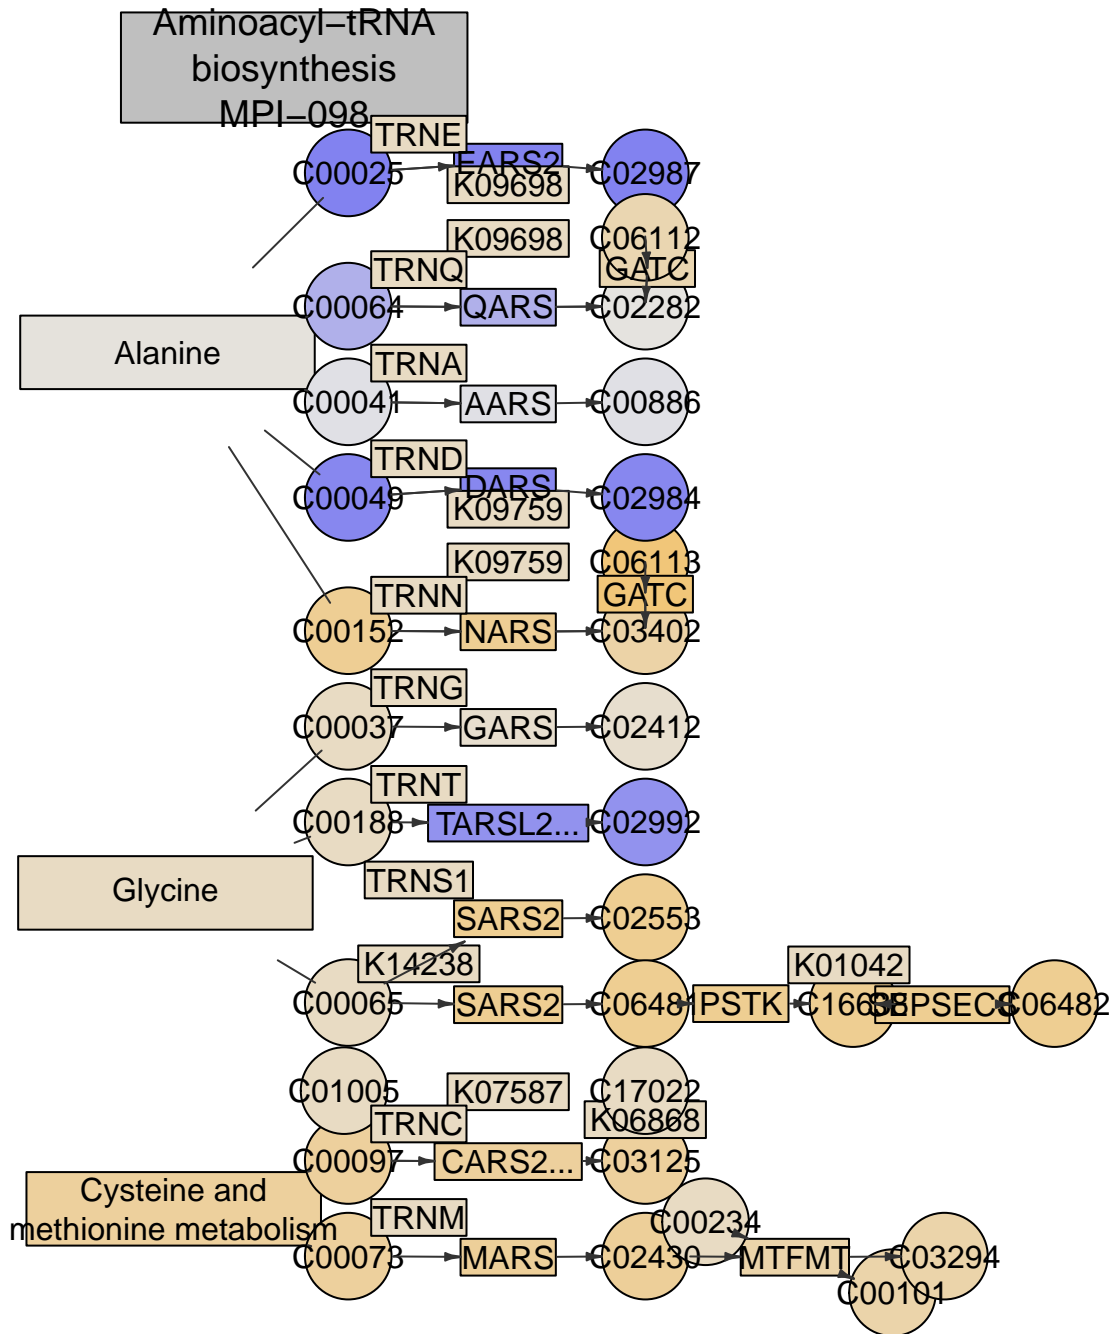 Aminoacyl−tRNA
biosynthesis
MPI−098
TRNE
C00025
EARS2
C02987
K09698
K09698
C06112
TRNQ
GATC
C00064
QARS
C02282
Alanine
TRNA
C00041
AARS
C00886
TRND
C00049
DARS
C02984
K09759
K09759
C06113
TRNN
GATC
C00152
NARS
C03402
TRNG
C00037
GARS
C02412
TRNT
C00188
TARSL2...
C02992
Glycine
TRNS1
SARS2
C02553
K14238
K01042
C00065
SARS2
C06481
PSTK
SEPSECS
C06482
C01005
K07587
C17022
TRNC
K06868
C00097
CARS2...
C03125
Cysteine and
methionine metabolism
TRNM
C00234
C00073
MARS
C02430
MTFMT
C03294
C00101